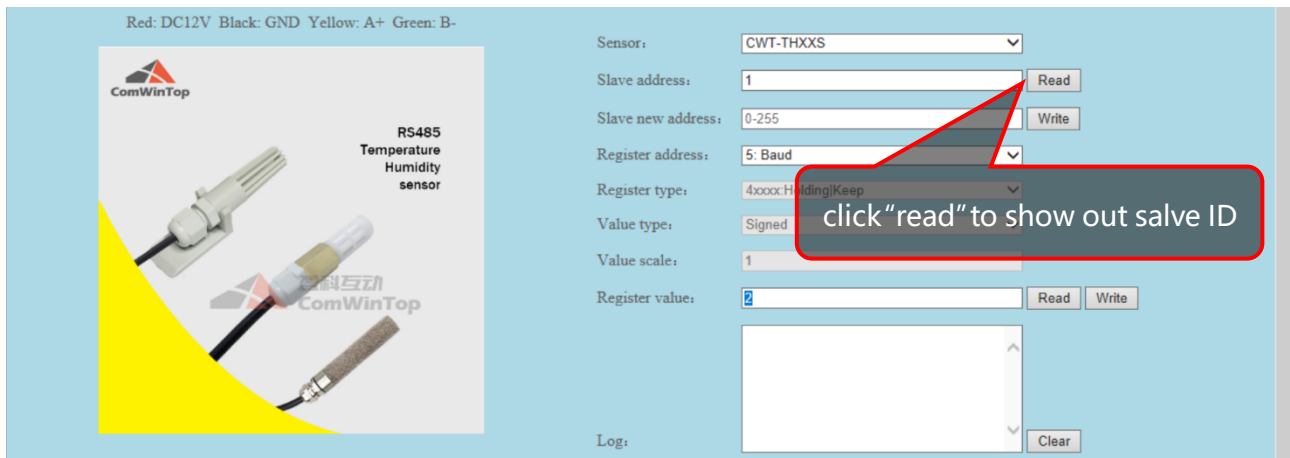 Red: DC12V Black: GND Yellow: A+ Green: B-
ComWinTop
RS485
Temperature
Humidity
sensor
ComWinTop
Sensor:
CWT-THXXS
Slave address:
1
Read
Slave new address:
0-255
Write
Register address:
5: Baud
Register type:
4xxxx:Holding|Keep
Value type:
Signed
Value scale:
1
Register value:
2
Read
Write
Log:
Clear
click“read”to show out salve ID